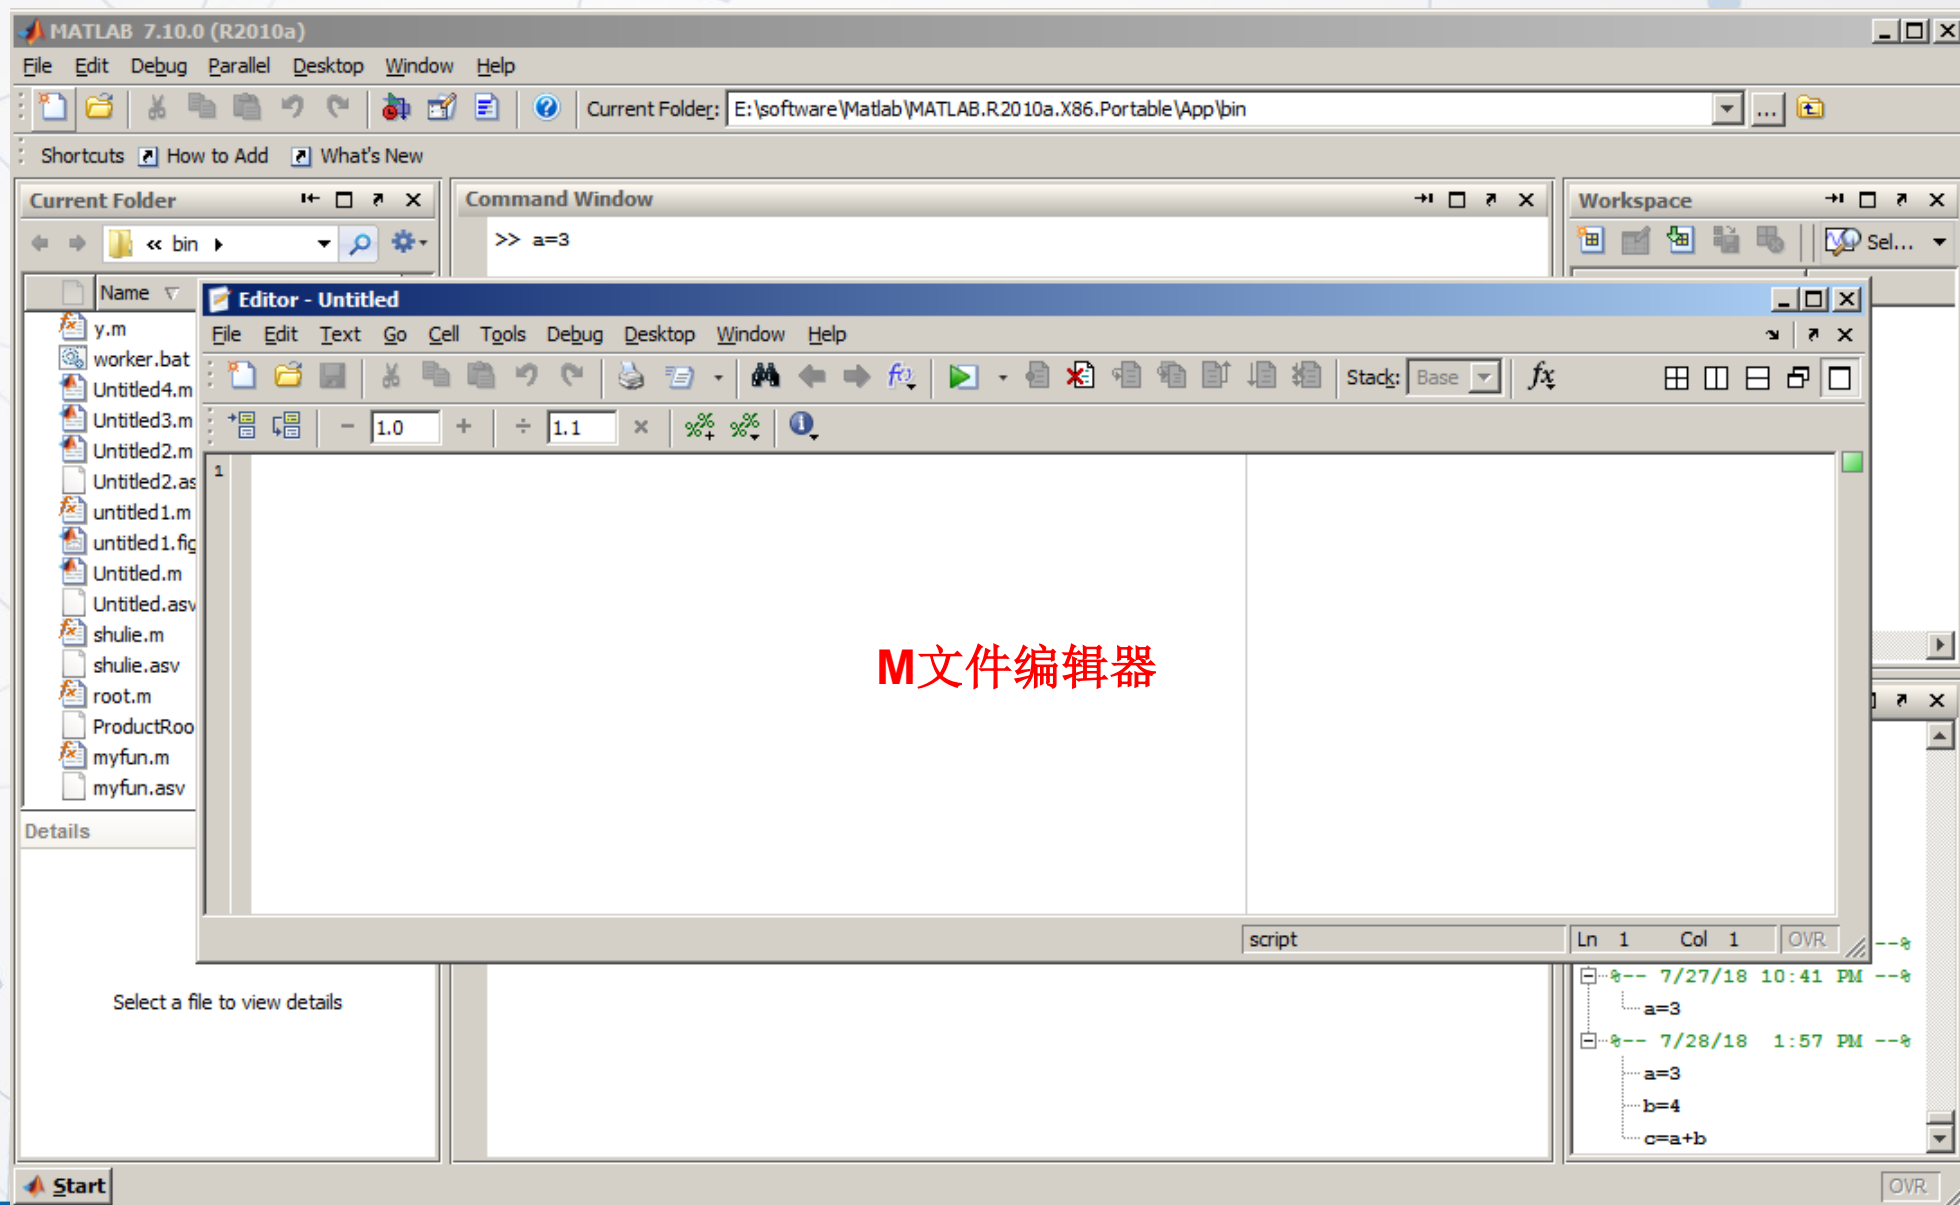 MATLAB 7.10.0 (R2010a)
File Edit Debug Parallel Desktop Window Help
Current Folder: E:\software\Matlab\MATLAB.R2010a.X86.Portable\App\bin ...
Shortcuts How to Add What's New
Current Folder
« bin
Name
y.m
worker.bat
Untitled4.m
Untitled3.m
Untitled2.m
Untitled2.as
untitled1.m
untitled1.fig
Untitled.m
Untitled.asv
shulie.m
shulie.asv
root.m
ProductRoo
myfun.m
myfun.asv
Details
Select a file to view details
Command Window
>> a=3
Workspace
Sel...
Editor - Untitled
File Edit Text Go Cell Tools Debug Desktop Window Help
Stack: Base fx
− 1.0 + ÷ 1.1 ×
1
M文件编辑器
script Ln 1 Col 1 OVR
--%
%-- 7/27/18 10:41 PM --%
a=3
%-- 7/28/18 1:57 PM --%
a=3
b=4
c=a+b
Start
OVR